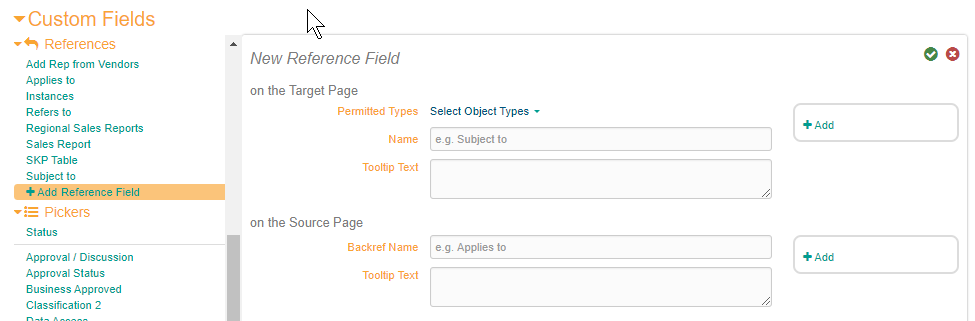 Custom Fields
References
Add Rep from Vendors
Applies to
Instances
Refers to
Regional Sales Reports
Sales Report
SKP Table
Subject to
Add Reference Field
Pickers
Status
Approval / Discussion
Approval Status
Business Approved
Classification 2
Data Access
New Reference Field
on the Target Page
Permitted Types Select Object Types
Add
Name e.g. Subject to
Tooltip Text
on the Source Page
Backref Name e.g. Applies to
Add
Tooltip Text